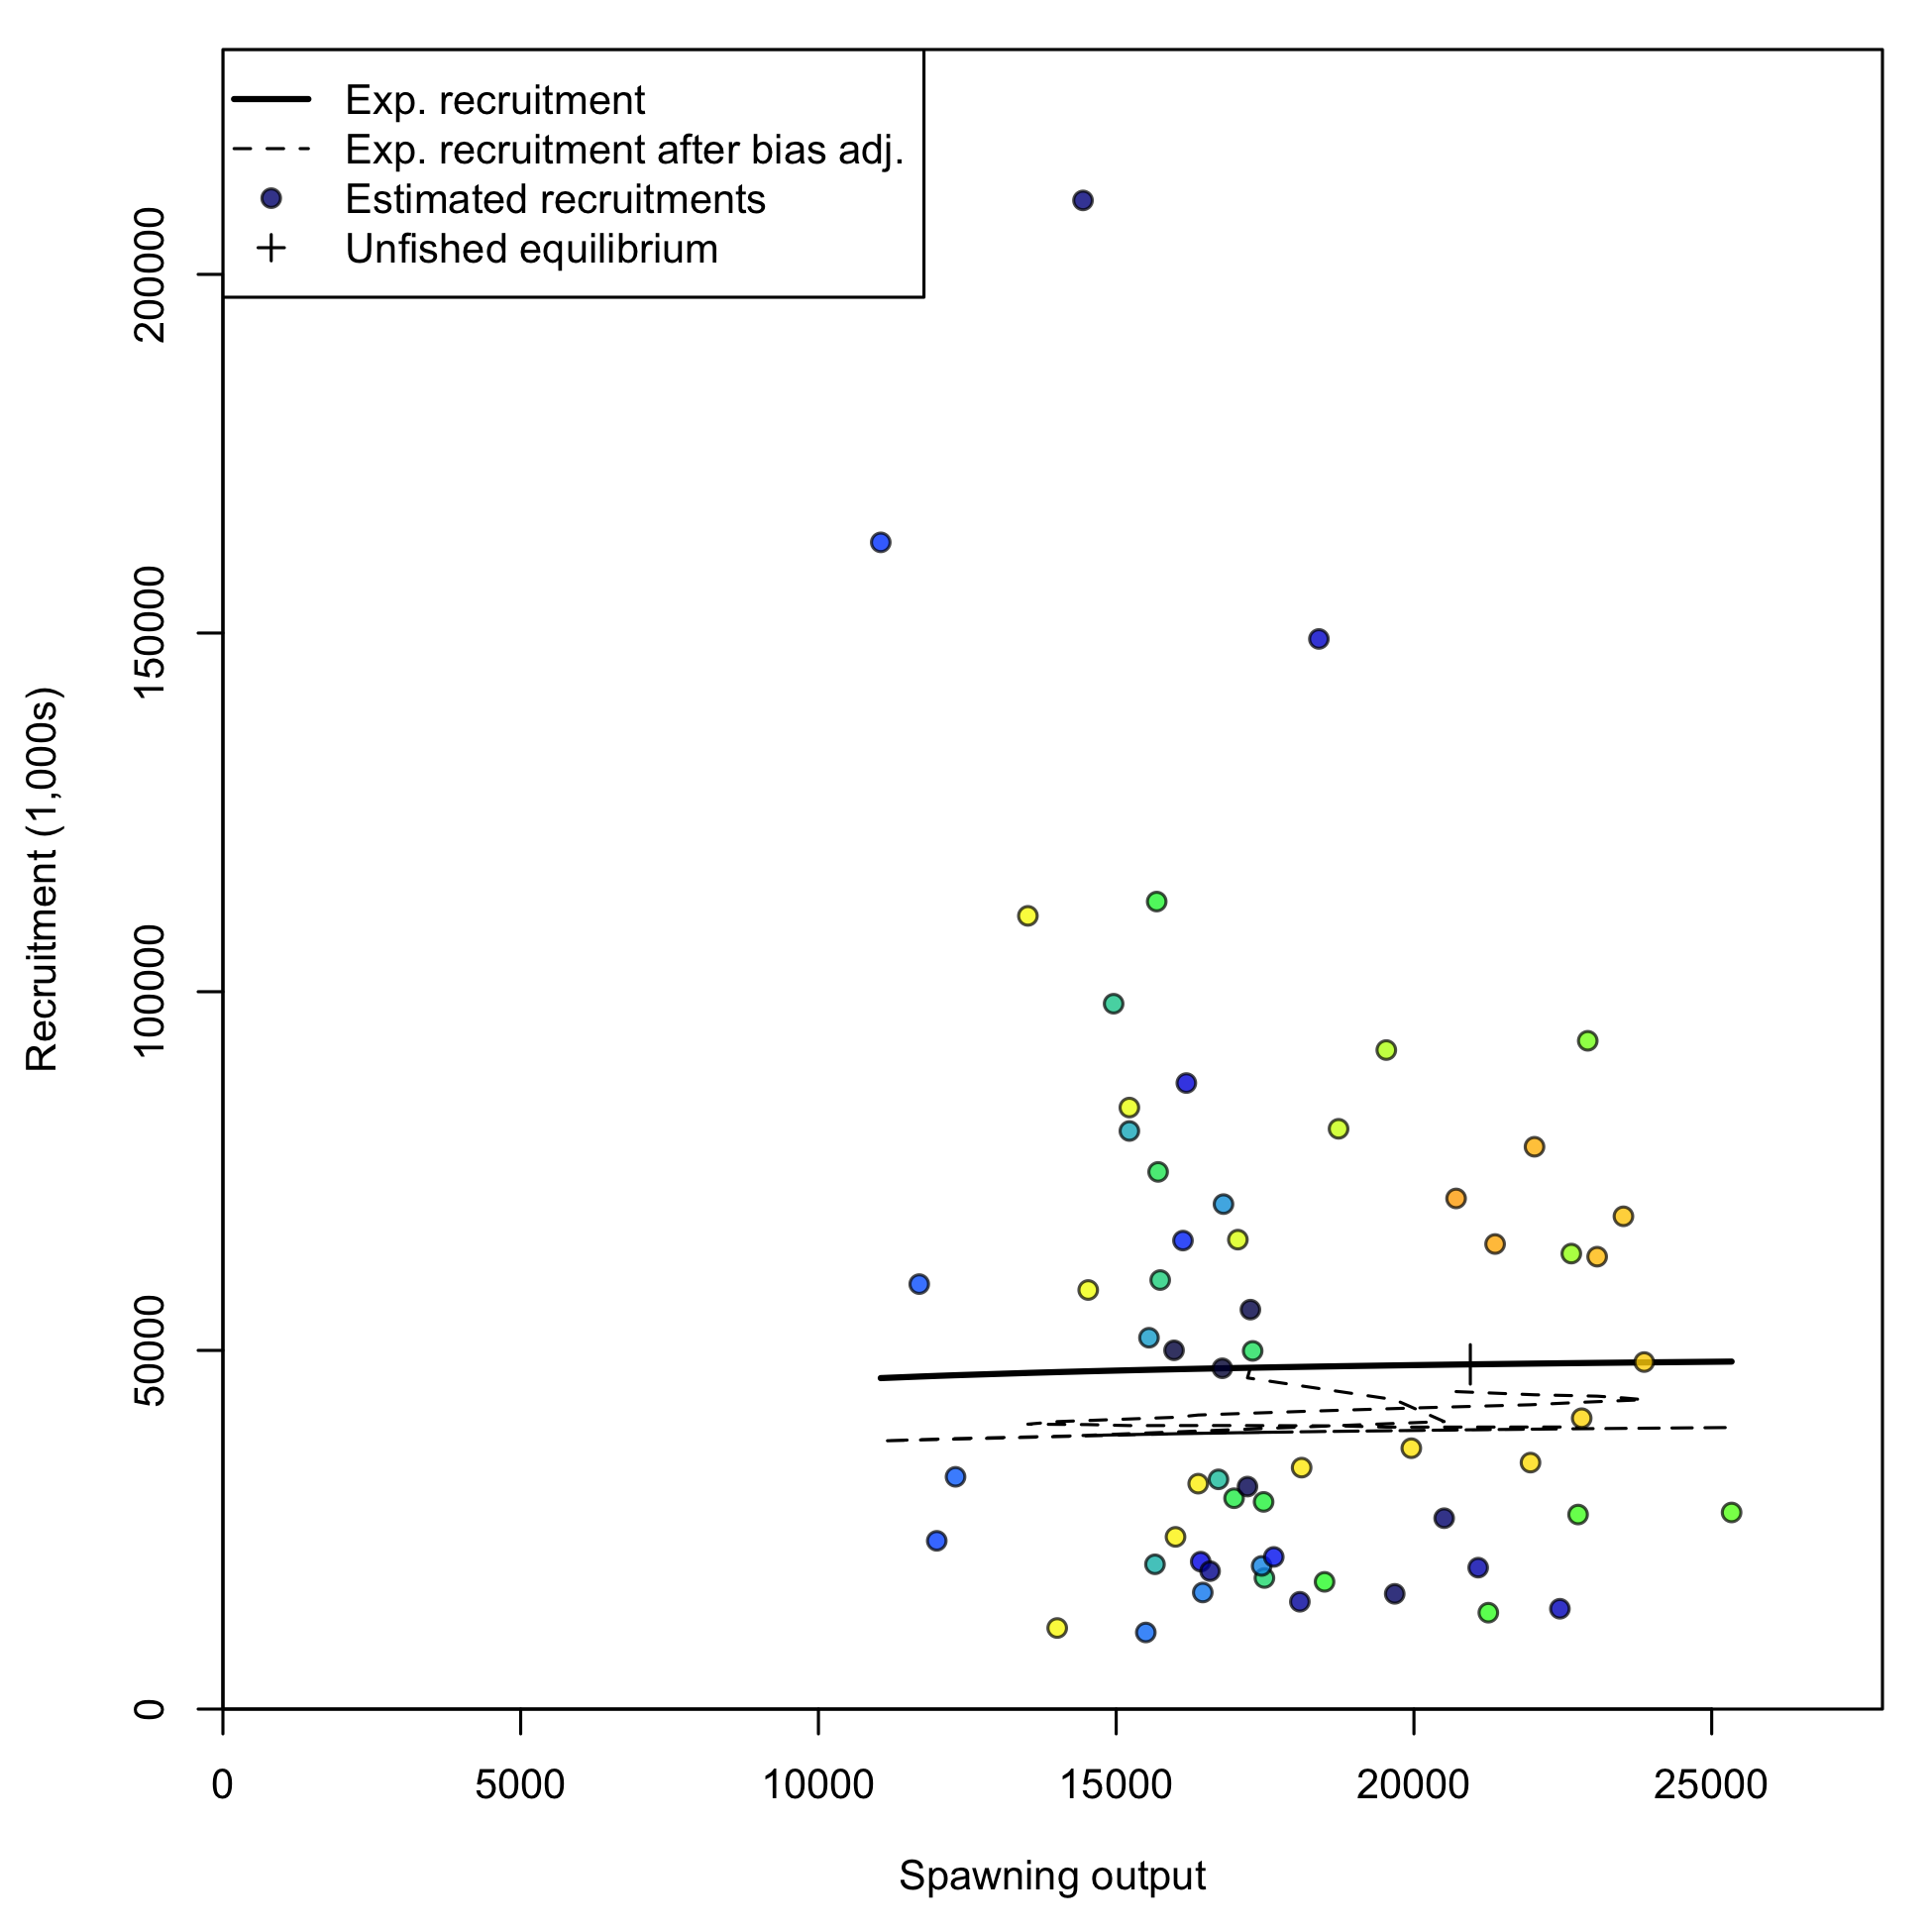 Exp. recruitment
Exp. recruitment after bias adj.
Estimated recruitments
Unfished equilibrium
Recruitment (1,000s)
200000
150000
100000
50000
0
0 5000 10000 15000 20000 25000
Spawning output